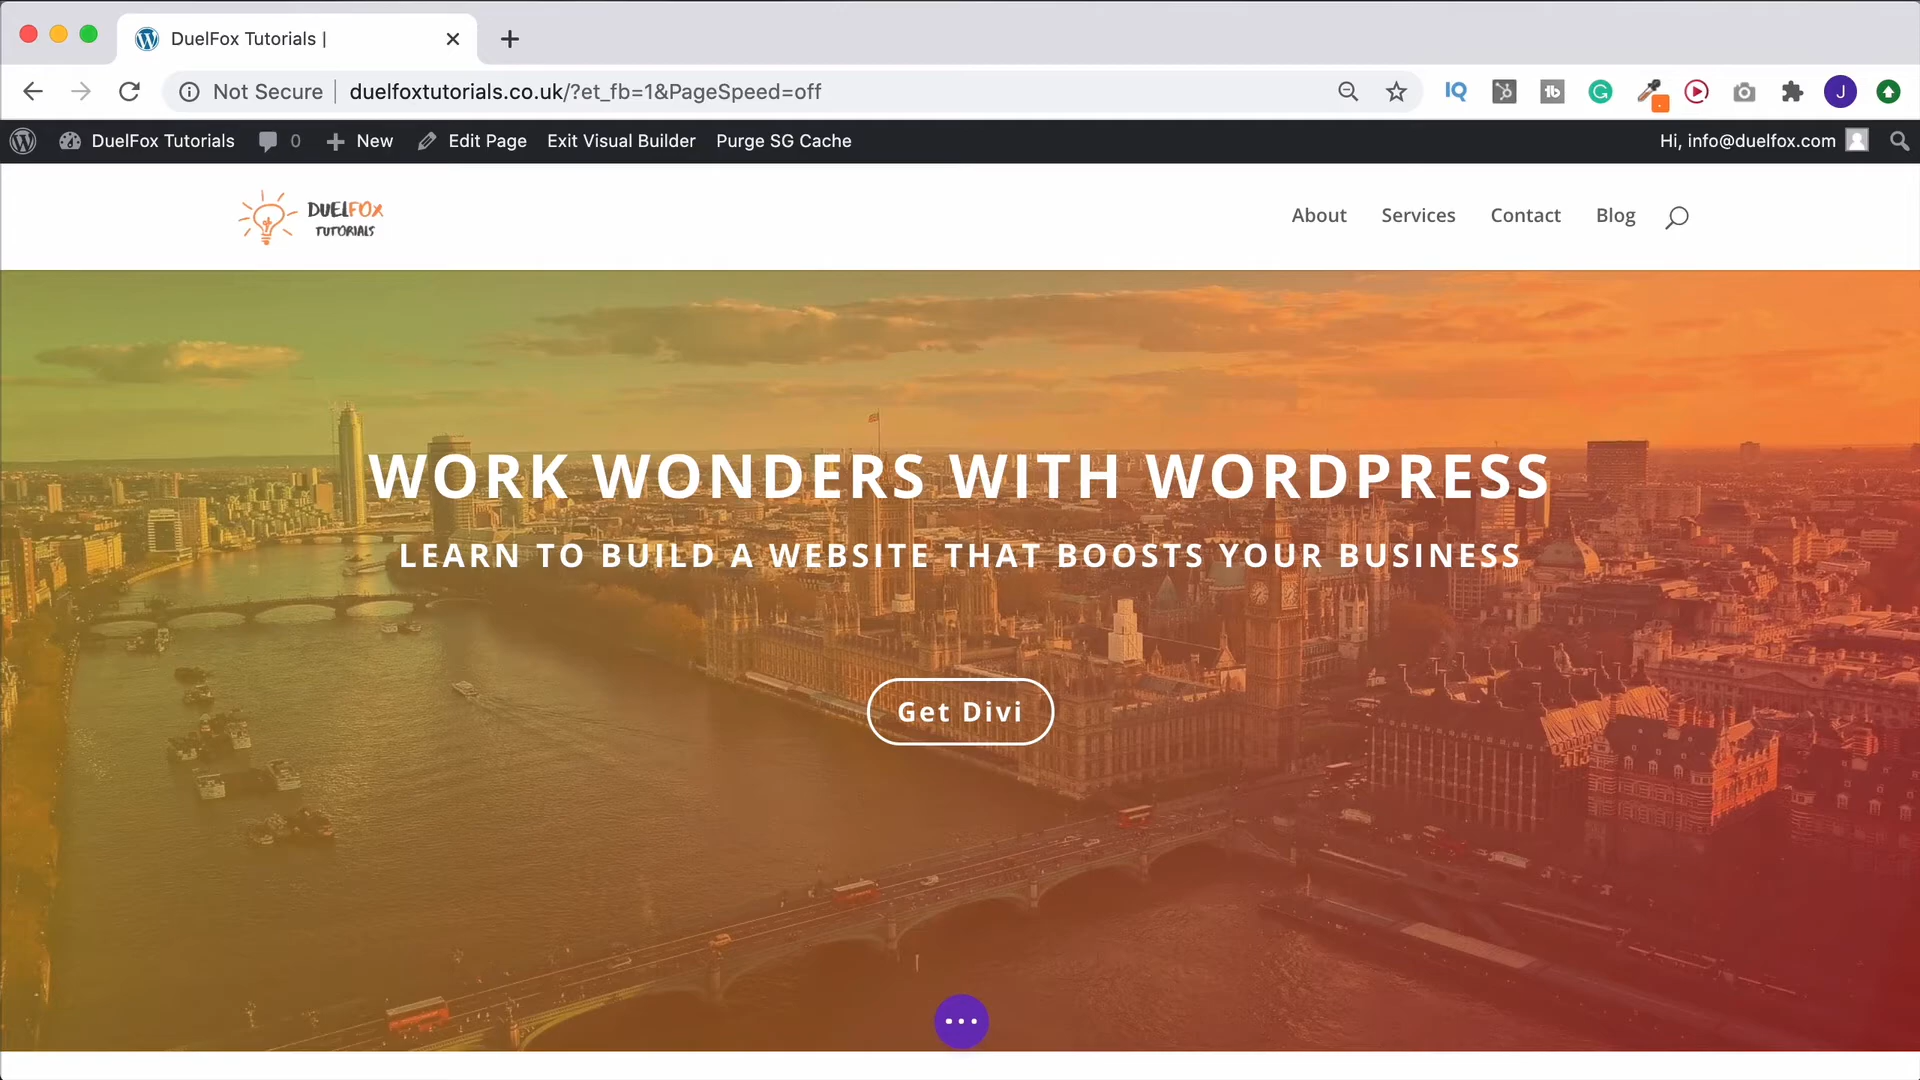 DuelFox Tutorials |
Not Secure
duelfoxtutorials.co.uk/?et_fb=1&PageSpeed=off
IQ
tb
J
DuelFox Tutorials
0
New
Edit Page
Exit Visual Builder
Purge SG Cache
Hi, info@duelfox.com
DUELFOX
TUTORIALS
About
Services
Contact
Blog
WORK WONDERS WITH WORDPRESS
LEARN TO BUILD A WEBSITE THAT BOOSTS YOUR BUSINESS
Get Divi